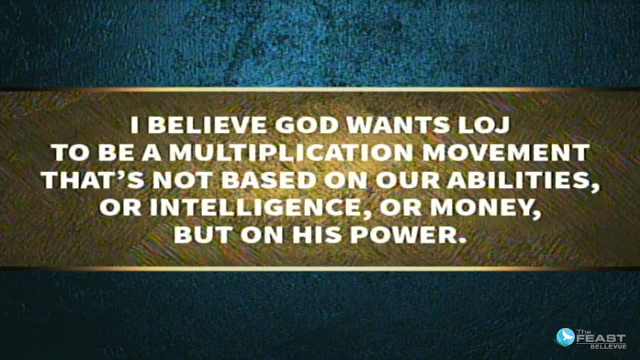 I BELIEVE GOD WANTS LOJ
TO BE A MULTIPLICATION MOVEMENT
THAT'S NOT BASED ON OUR ABILITIES,
OR INTELLIGENCE, OR MONEY,
BUT ON HIS POWER.
The
FEAST
BELLEVUE